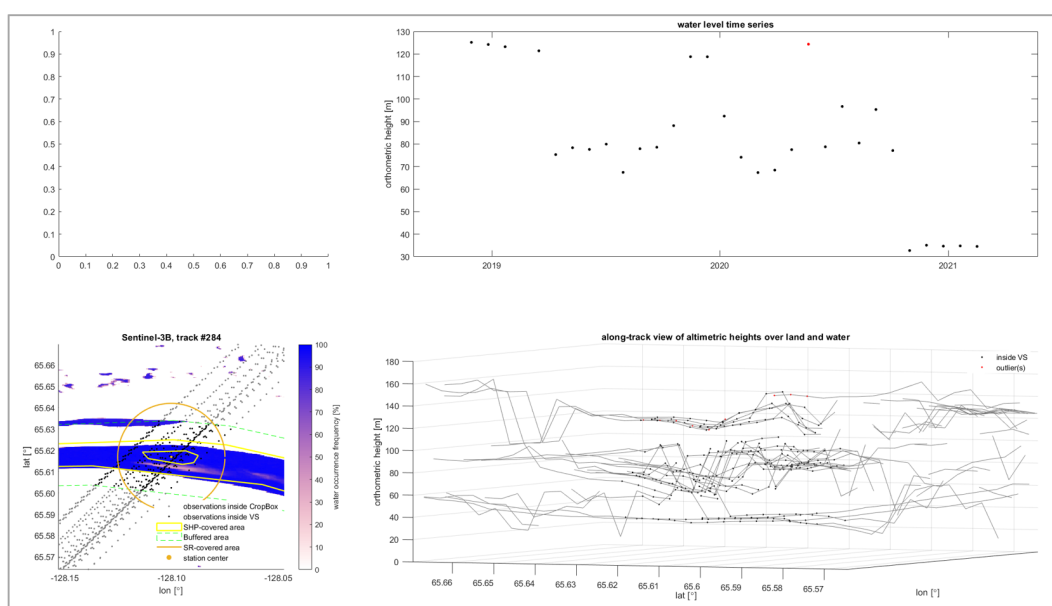 1
0.9
0.8
0.7
0.6
0.5
0.4
0.3
0.2
0.1
0
0 0.1 0.2 0.3 0.4 0.5 0.6 0.7 0.8 0.9 1
water level time series
orthometric height [m]
130
120
110
100
90
80
70
60
50
40
30
2019 2020 2021
Sentinel-3B, track #284
lat [°]
65.66
65.65
65.64
65.63
65.62
65.61
65.60
65.59
65.58
65.57
-128.15 -128.10 -128.05
lon [°]
observations inside CropBox
observations inside VS
SHP-covered area
Buffered area
SR-covered area
station center
100
90
80
70
60
50
40
30
20
10
0
water occurrence frequency [%]
along-track view of altimetric heights over land and water
inside VS
outlier(s)
orthometric height [m]
180
160
140
120
100
80
60
40
20
0
65.66 65.65 65.64 65.63 65.62 65.61 65.6 65.59 65.58 65.57
lat [°]
lon [°]